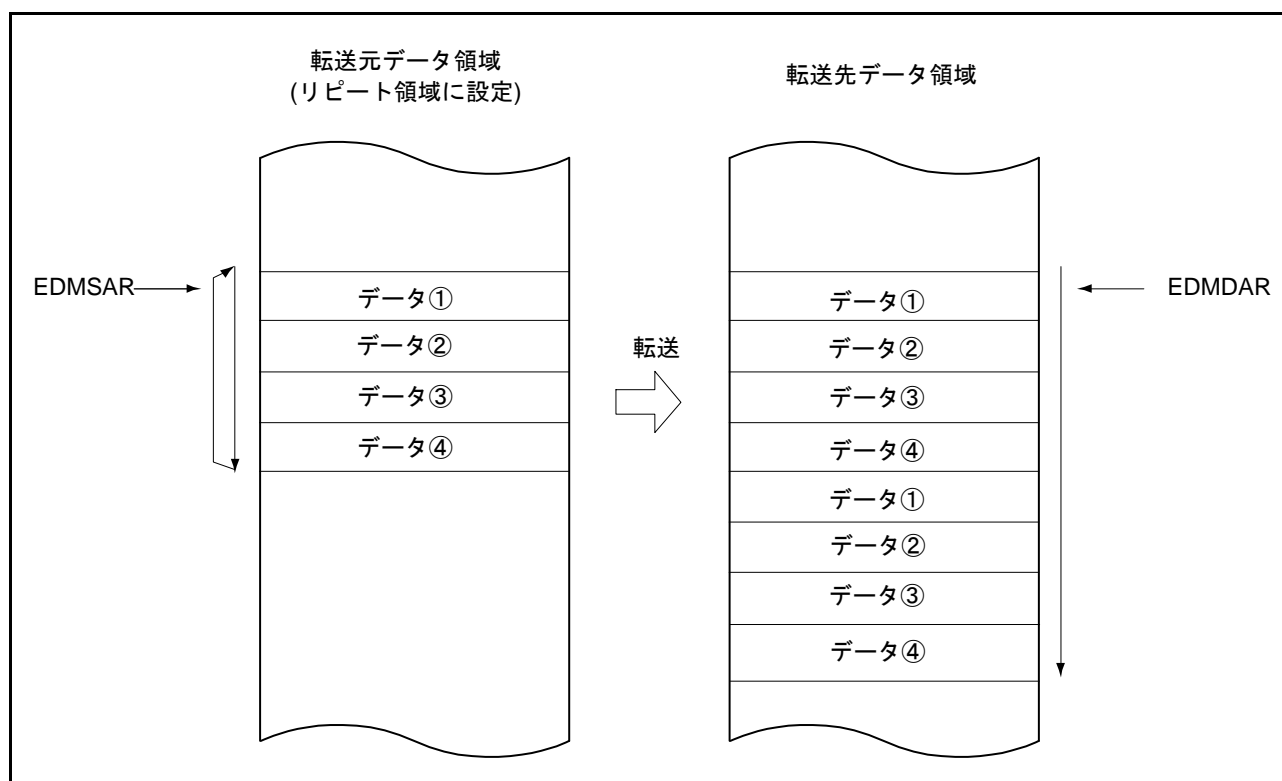 転送元データ領域
(リピート領域に設定)
転送先データ領域
EDMSAR
データ①
データ②
データ③
データ④
転送
データ①
データ②
データ③
データ④
データ①
データ②
データ③
データ④
EDMDAR